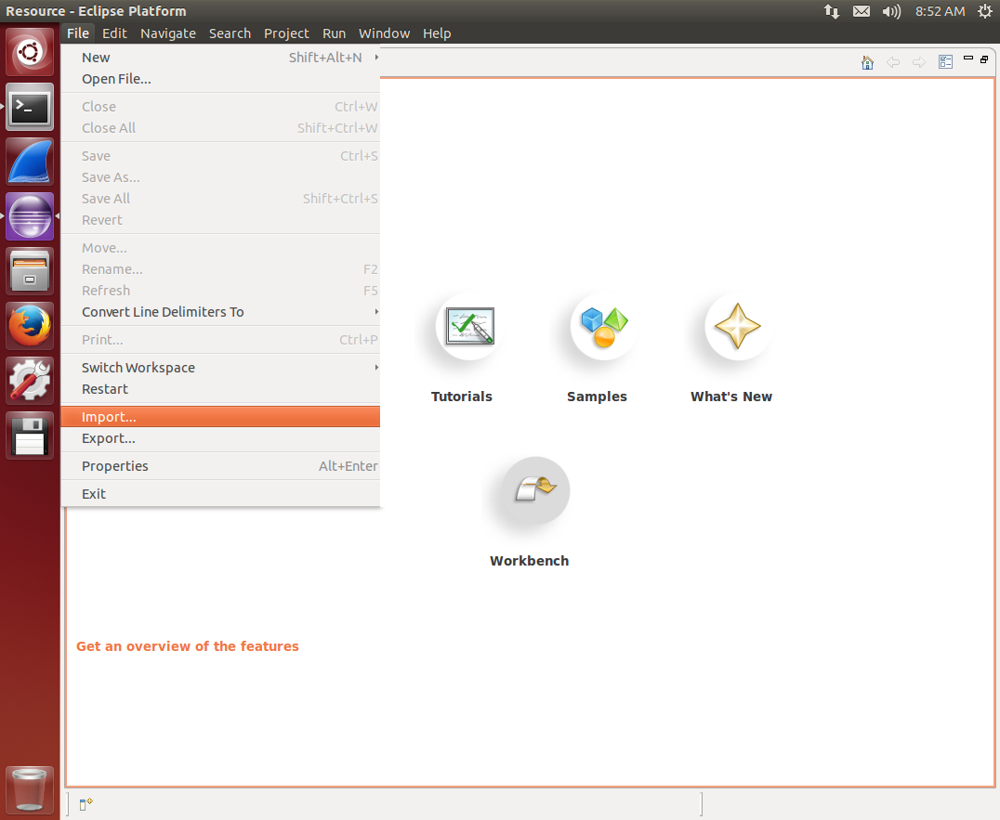 Resource - Eclipse Platform
8:52 AM
File Edit Navigate Search Project Run Window Help
New Shift+Alt+N
Open File...
Close Ctrl+W
Close All Shift+Ctrl+W
Save Ctrl+S
Save As...
Save All Shift+Ctrl+S
Revert
Move...
Rename... F2
Refresh F5
Convert Line Delimiters To
Print... Ctrl+P
Switch Workspace
Restart
Import...
Export...
Properties Alt+Enter
Exit
Tutorials Samples What's New
Workbench
Get an overview of the features